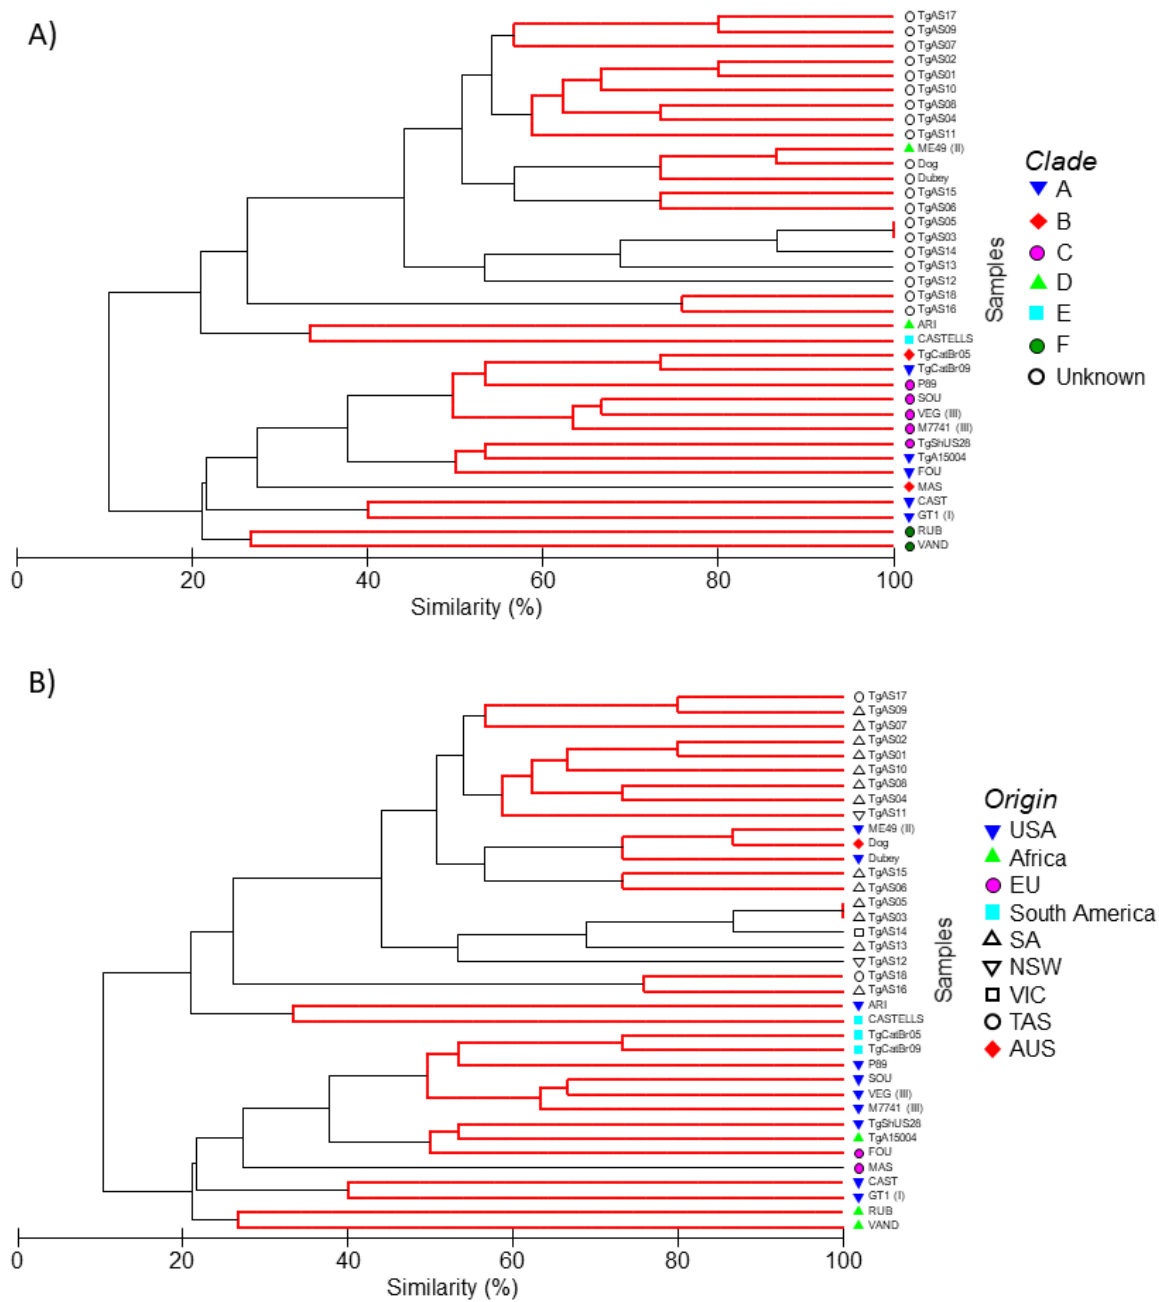 A)
TgAS17
TgAS09
TgAS07
TgAS02
TgAS01
TgAS10
TgAS08
TgAS04
TgAS11
ME49 (II)
Dog
Dubey
TgAS15
TgAS06
TgAS05
TgAS03
TgAS14
TgAS13
TgAS12
TgAS18
TgAS16
ARI
CASTELLS
TgCatBr05
TgCatBr09
P89
SOU
VEG (III)
M7741 (III)
TgShUS28
TgA15004
FOU
MAS
CAST
GT1 (I)
RUB
VAND
Samples
Clade
A
B
C
D
E
F
Unknown
0 20 40 60 80 100
Similarity (%)
B)
TgAS17
TgAS09
TgAS07
TgAS02
TgAS01
TgAS10
TgAS08
TgAS04
TgAS11
ME49 (II)
Dog
Dubey
TgAS15
TgAS06
TgAS05
TgAS03
TgAS14
TgAS13
TgAS12
TgAS18
TgAS16
ARI
CASTELLS
TgCatBr05
TgCatBr09
P89
SOU
VEG (III)
M7741 (III)
TgShUS28
TgA15004
FOU
MAS
CAST
GT1 (I)
RUB
VAND
Samples
Origin
USA
Africa
EU
South America
SA
NSW
VIC
TAS
AUS
0 20 40 60 80 100
Similarity (%)